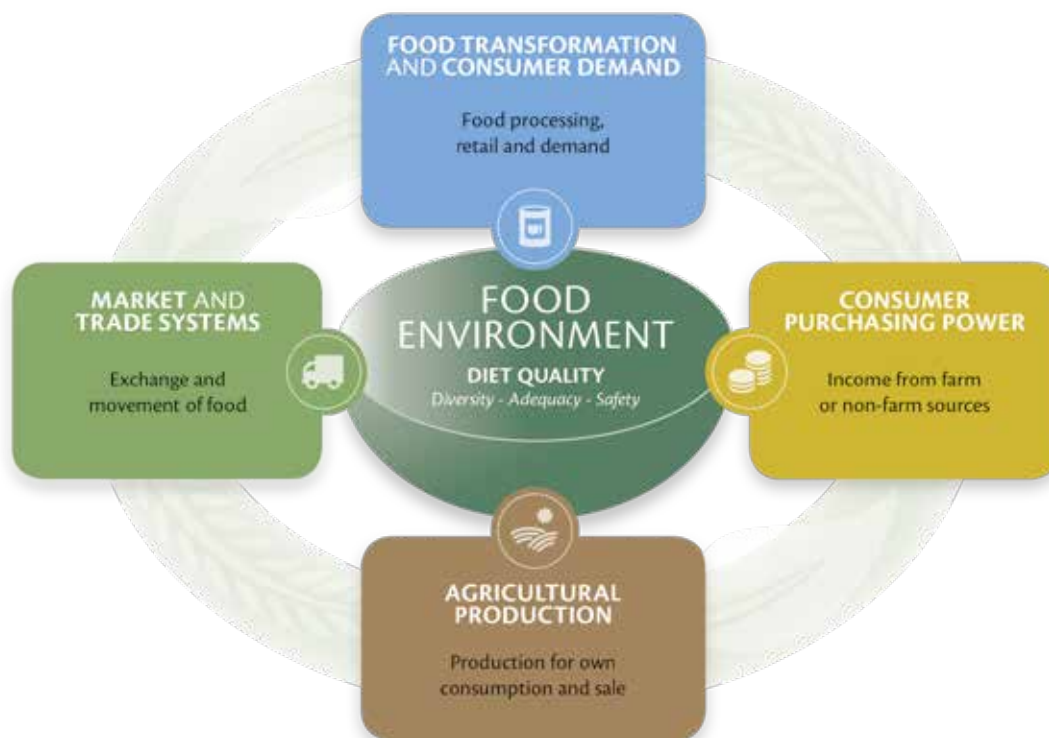 FOOD TRANSFORMATION
AND CONSUMER DEMAND
Food processing,
retail and demand
MARKET AND
TRADE SYSTEMS
Exchange and
movement of food
FOOD
ENVIRONMENT
DIET QUALITY
Diversity - Adequacy - Safety
CONSUMER
PURCHASING POWER
Income from farm
or non-farm sources
AGRICULTURAL
PRODUCTION
Production for own
consumption and sale